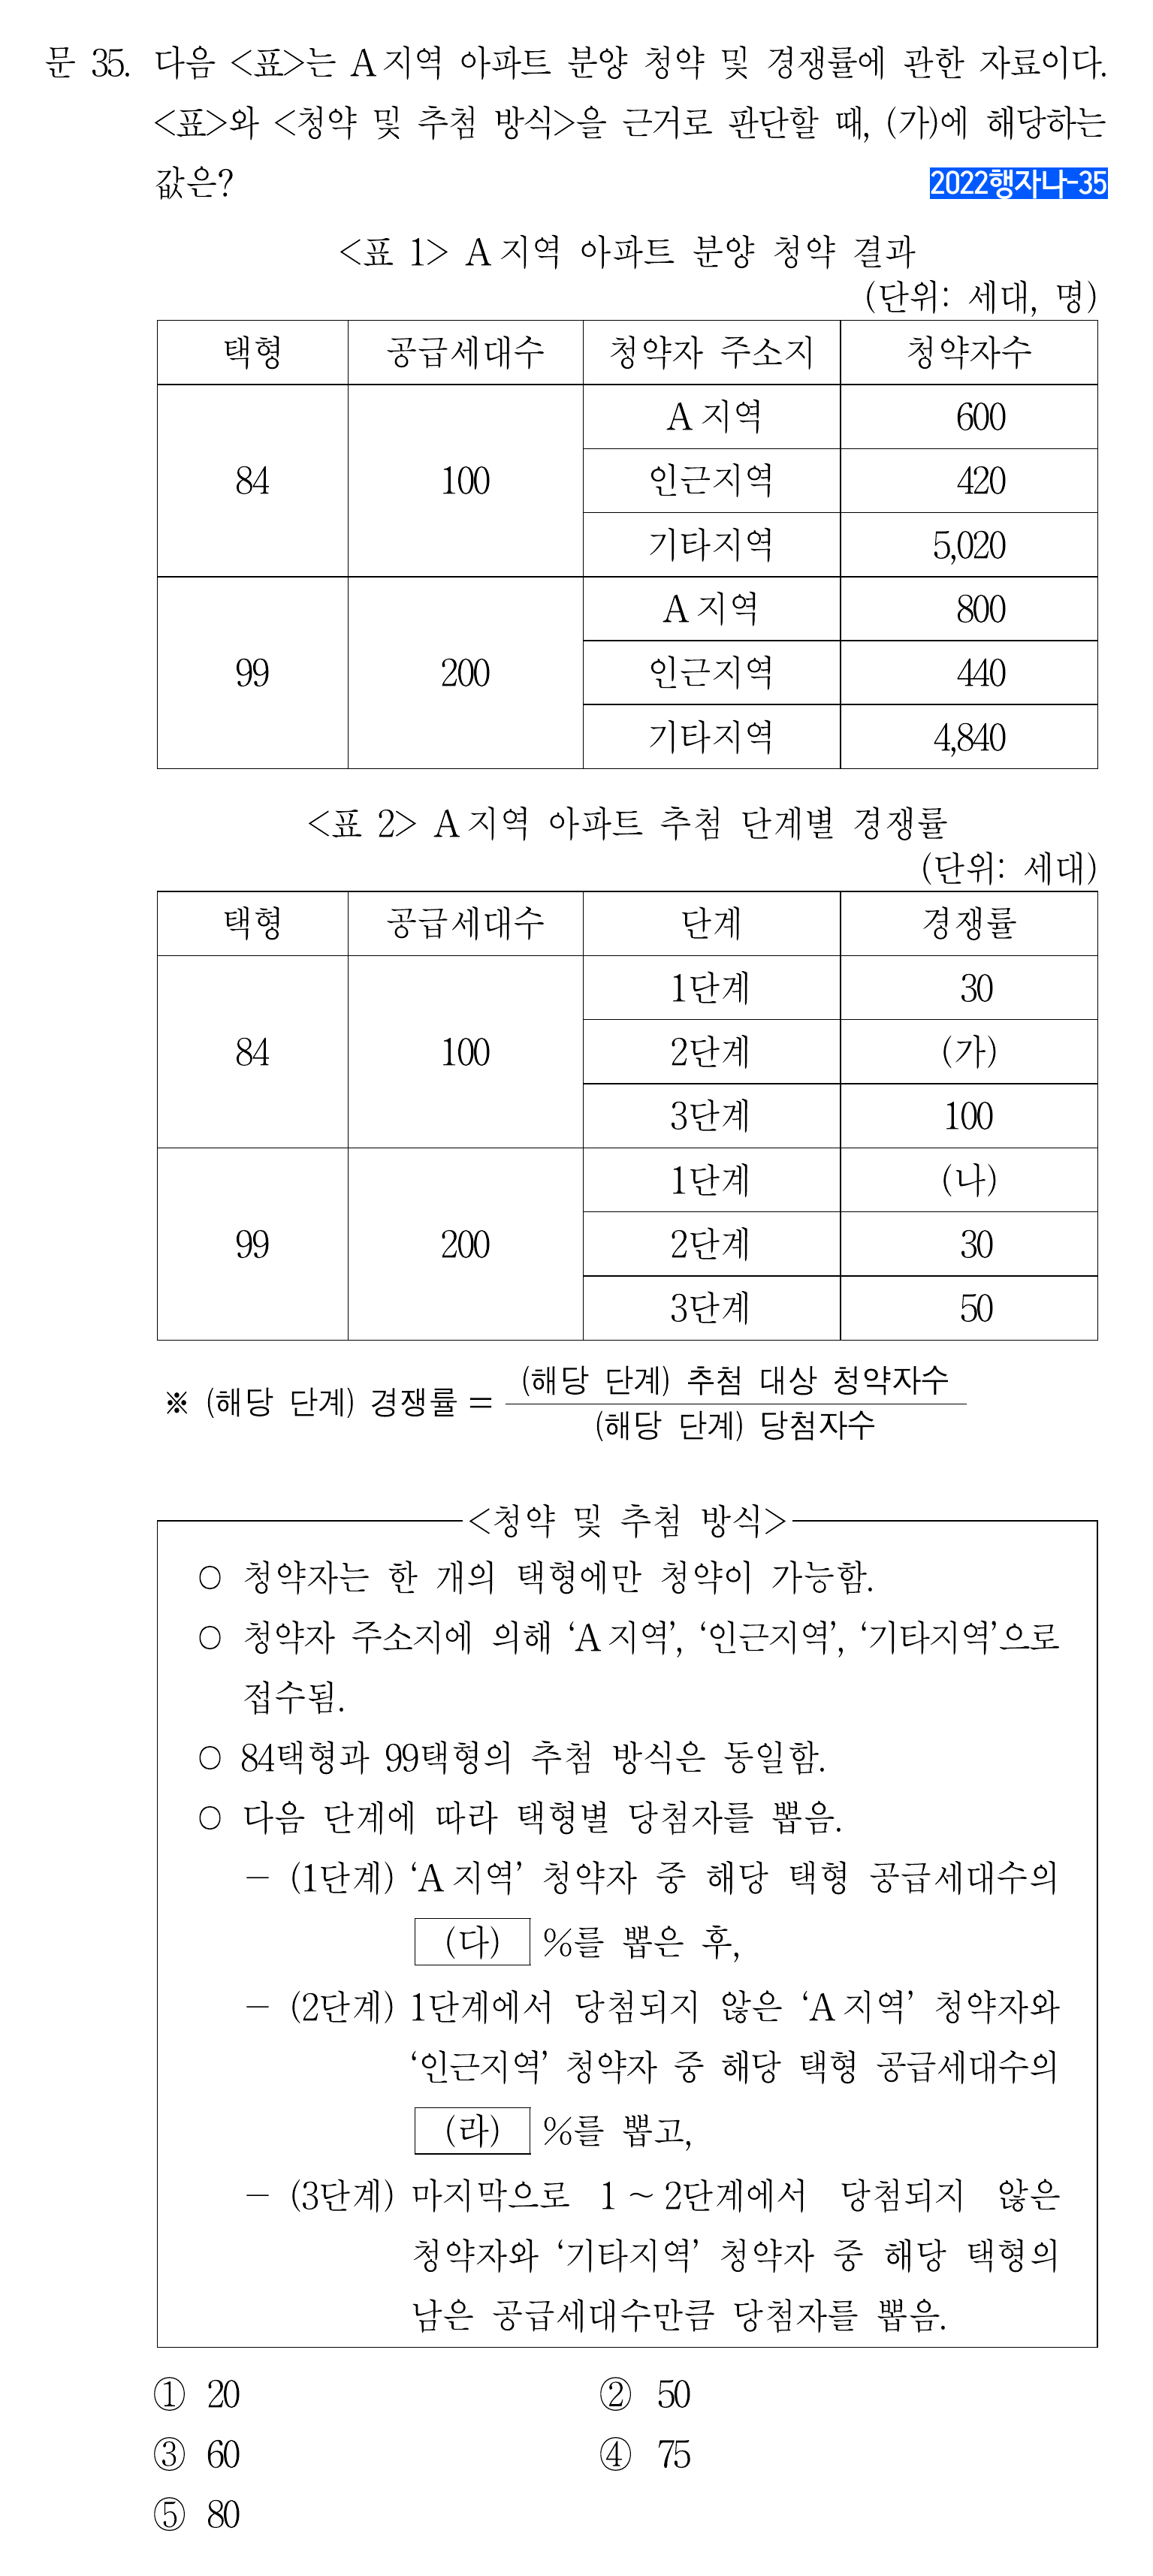 문 35. 다음 <표>는 A지역 아파트 분양 청약 및 경쟁률에 관한 자료이다.
<표>와 <청약 및 추첨 방식>을 근거로 판단할 때, (가)에 해당하는
값은?
2022행자나-35
<표 1> A지역 아파트 분양 청약 결과
(단위: 세대, 명)
택형 공급세대수 청약자 주소지 청약자수
84 100 A지역 600
인근지역 420
기타지역 5,020
99 200 A지역 800
인근지역 440
기타지역 4,840
<표 2> A지역 아파트 추첨 단계별 경쟁률
(단위: 세대)
택형 공급세대수 단계 경쟁률
84 100 1단계 30
2단계 (가)
3단계 100
99 200 1단계 (나)
2단계 30
3단계 50
※ (해당 단계) 경쟁률 = (해당 단계) 추첨 대상 청약자수
(해당 단계) 당첨자수
<청약 및 추첨 방식>
○ 청약자는 한 개의 택형에만 청약이 가능함.
○ 청약자 주소지에 의해 ‘A지역’, ‘인근지역’, ‘기타지역’으로
접수됨.
○ 84택형과 99택형의 추첨 방식은 동일함.
○ 다음 단계에 따라 택형별 당첨자를 뽑음.
- (1단계) ‘A지역’ 청약자 중 해당 택형 공급세대수의
(다) %를 뽑은 후,
- (2단계) 1단계에서 당첨되지 않은 ‘A지역’ 청약자와
‘인근지역’ 청약자 중 해당 택형 공급세대수의
(라) %를 뽑고,
- (3단계) 마지막으로 1 ~ 2단계에서 당첨되지 않은
청약자와 ‘기타지역’ 청약자 중 해당 택형의
남은 공급세대수만큼 당첨자를 뽑음.
① 20 ② 50
③ 60 ④ 75
⑤ 80